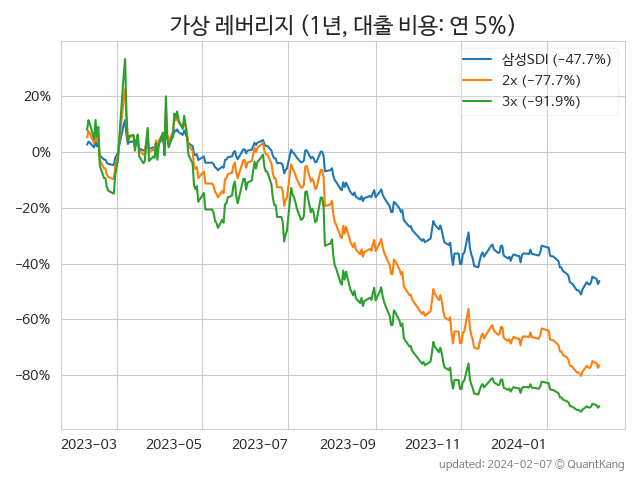 가상 레버리지 (1년, 대출 비용: 연 5%)
삼성SDI (−47.7%)
2x (−77.7%)
3x (−91.9%)
20%
0%
−20%
−40%
−60%
−80%
2023-03 2023-05 2023-07 2023-09 2023-11 2024-01
updated: 2024-02-07 © QuantKang